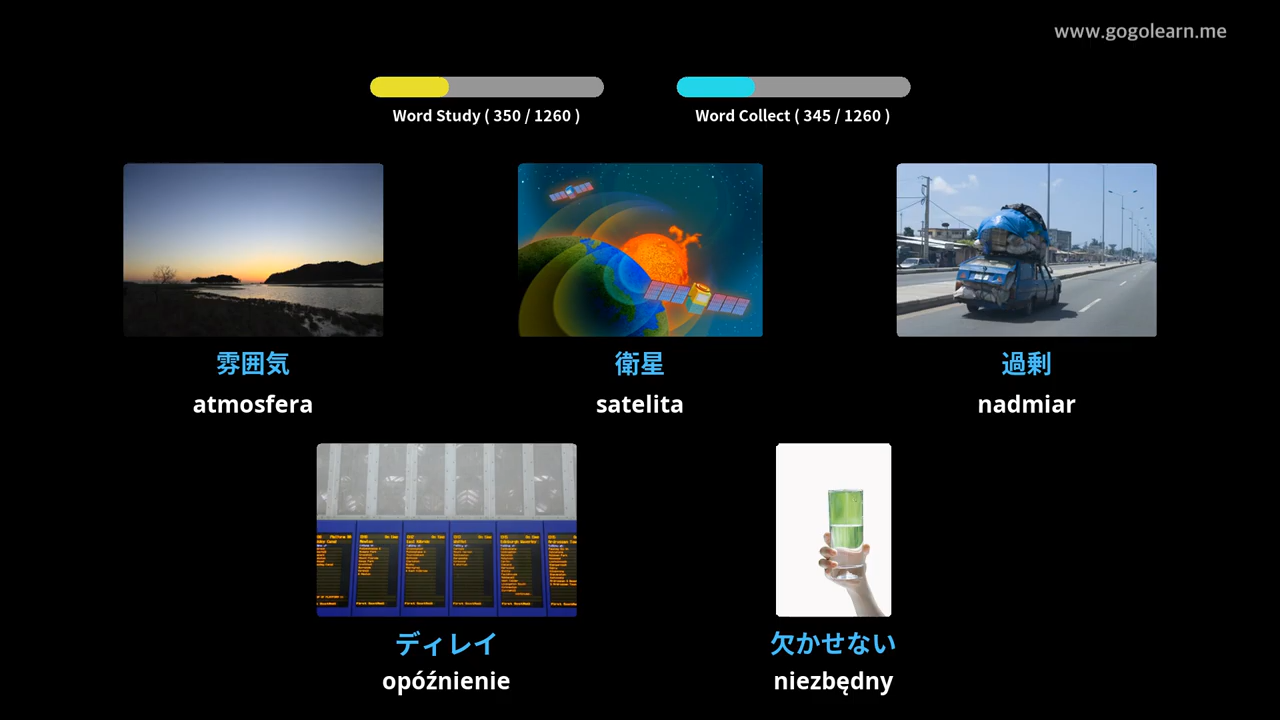 www.gogolearn.me
Word Study ( 350 / 1260 )
Word Collect ( 345 / 1260 )
雰囲気
atmosfera
衛星
satelita
過剰
nadmiar
ディレイ
opóźnienie
欠かせない
niezbędny